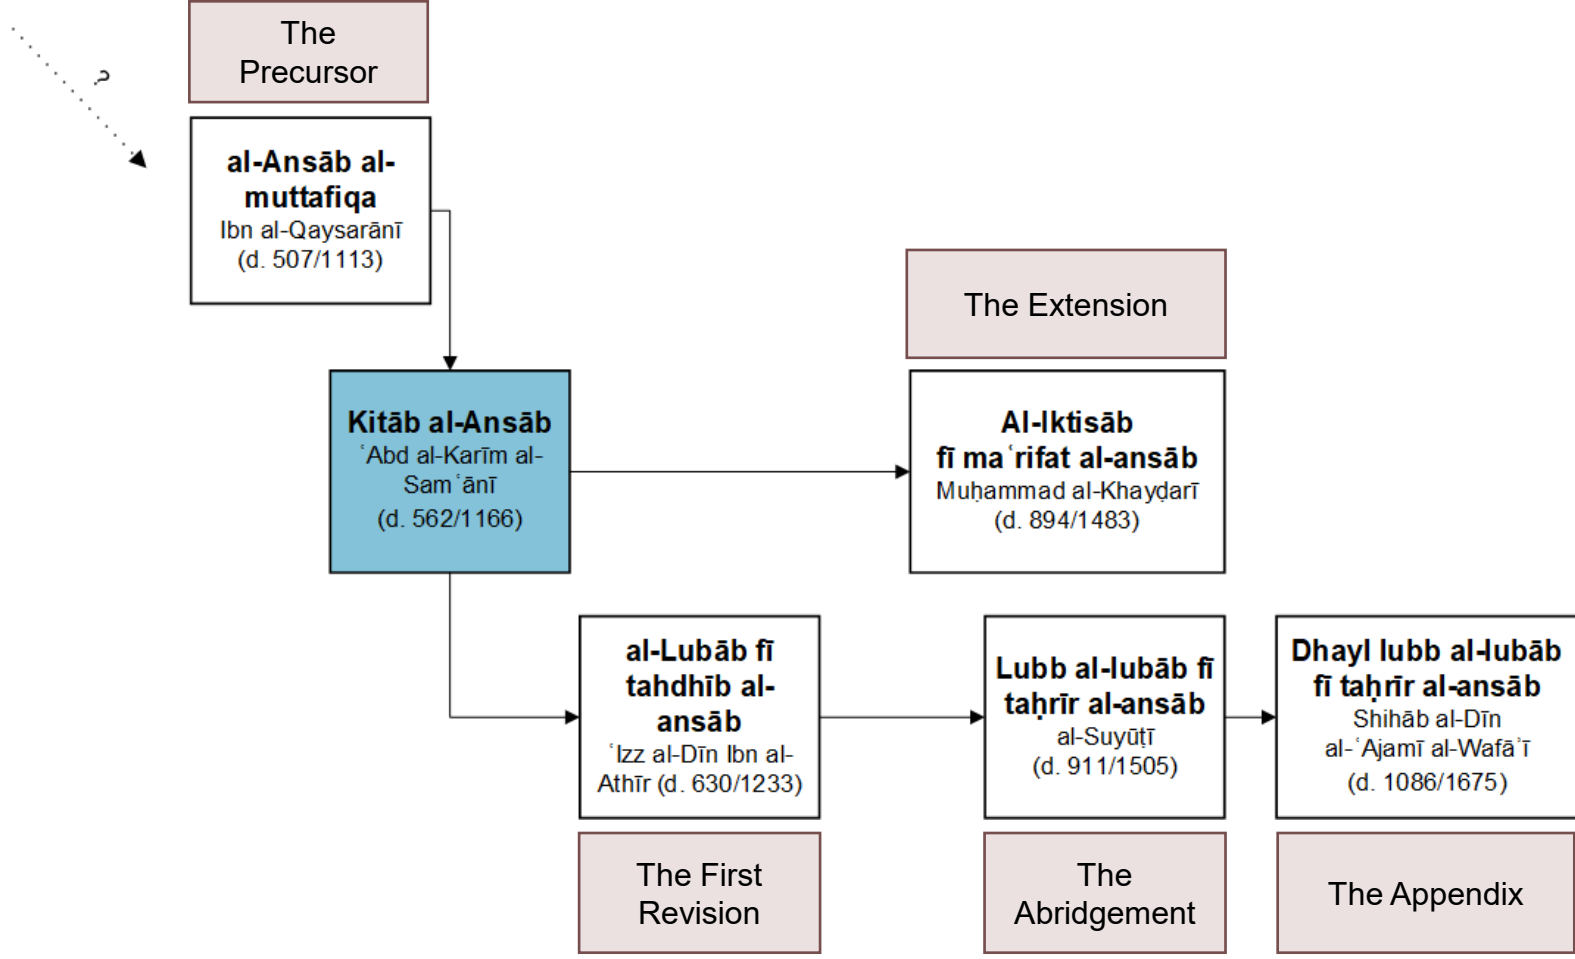 The
Precursor
?
al-Ansāb al-
muttafiqa
Ibn al-Qaysarānī
(d. 507/1113)
The Extension
Kitāb al-Ansāb
ʿAbd al-Karīm al-
Samʿānī
(d. 562/1166)
Al-Iktisāb
fī maʿrifat al-ansāb
Muḥammad al-Khayḍarī
(d. 894/1483)
al-Lubāb fī
tahdhīb al-
ansāb
ʿIzz al-Dīn Ibn al-
Athīr (d. 630/1233)
Lubb al-lubāb fī
taḥrīr al-ansāb
al-Suyūṭī
(d. 911/1505)
Dhayl lubb al-lubāb
fī taḥrīr al-ansāb
Shihāb al-Dīn
al-ʿAjamī al-Wafāʾī
(d. 1086/1675)
The First
Revision
The
Abridgement
The Appendix